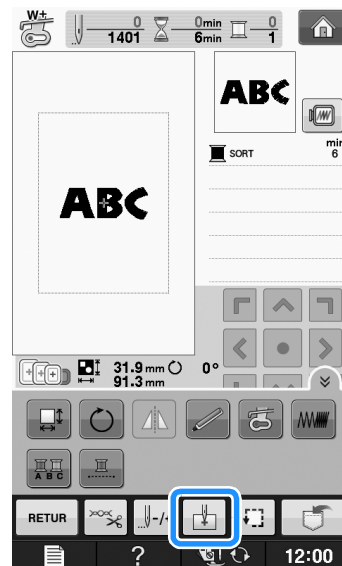 W+
0 0min 0
1401 6min 1
ABC
min
SORT 6
ABC
31.9 mm 0°
91.3 mm
A B C
RETUR
?
12:00